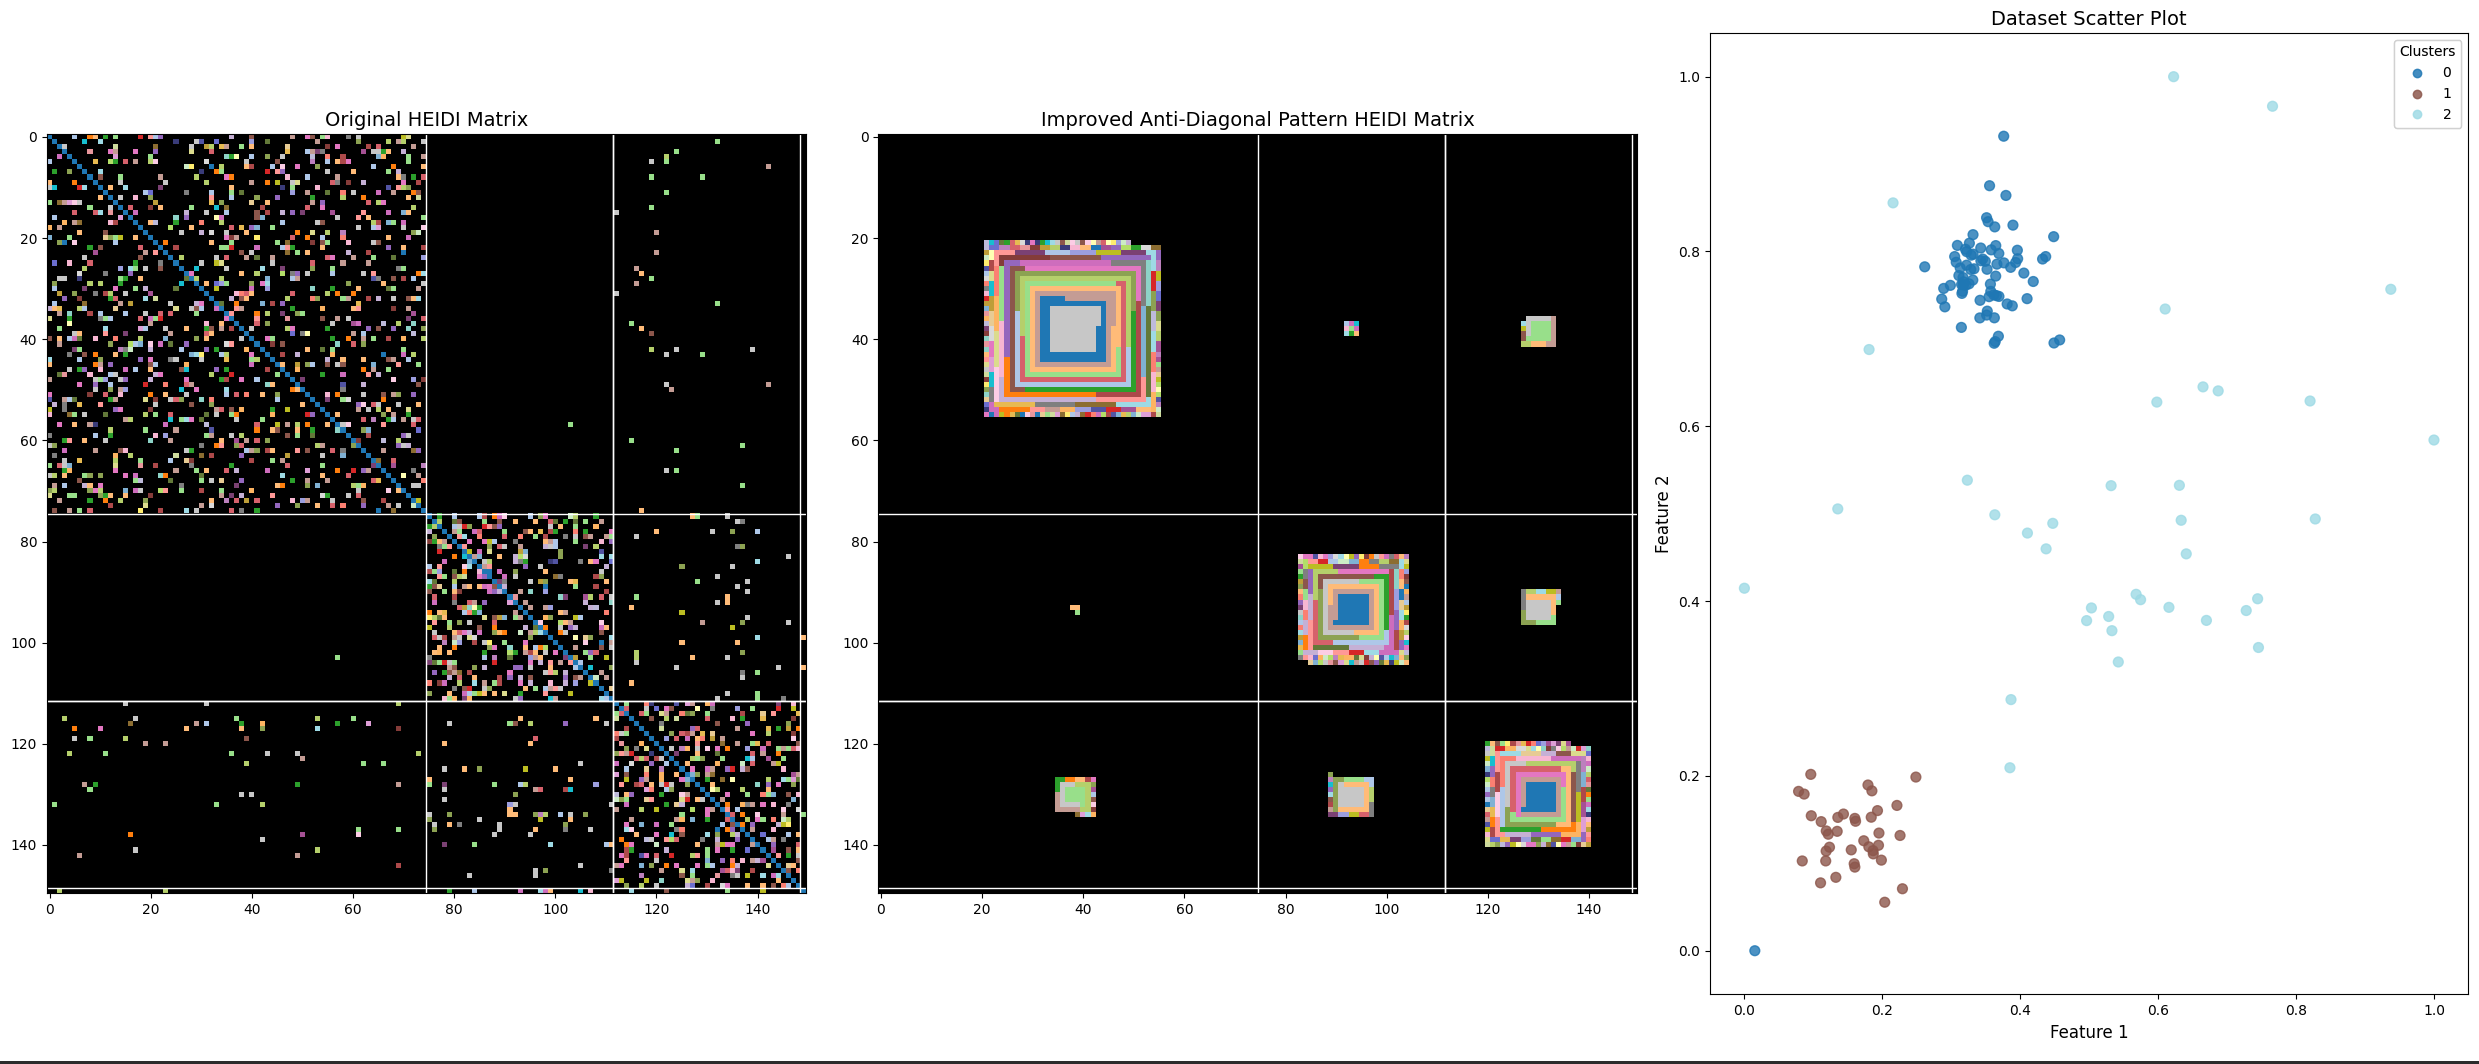 Original HEIDI Matrix
0
20
40
60
80
100
120
140
0 20 40 60 80 100 120 140
Improved Anti-Diagonal Pattern HEIDI Matrix
0
20
40
60
80
100
120
140
0 20 40 60 80 100 120 140
Dataset Scatter Plot
Clusters
0
1
2
Feature 2
1.0
0.8
0.6
0.4
0.2
0.0
0.0 0.2 0.4 0.6 0.8 1.0
Feature 1